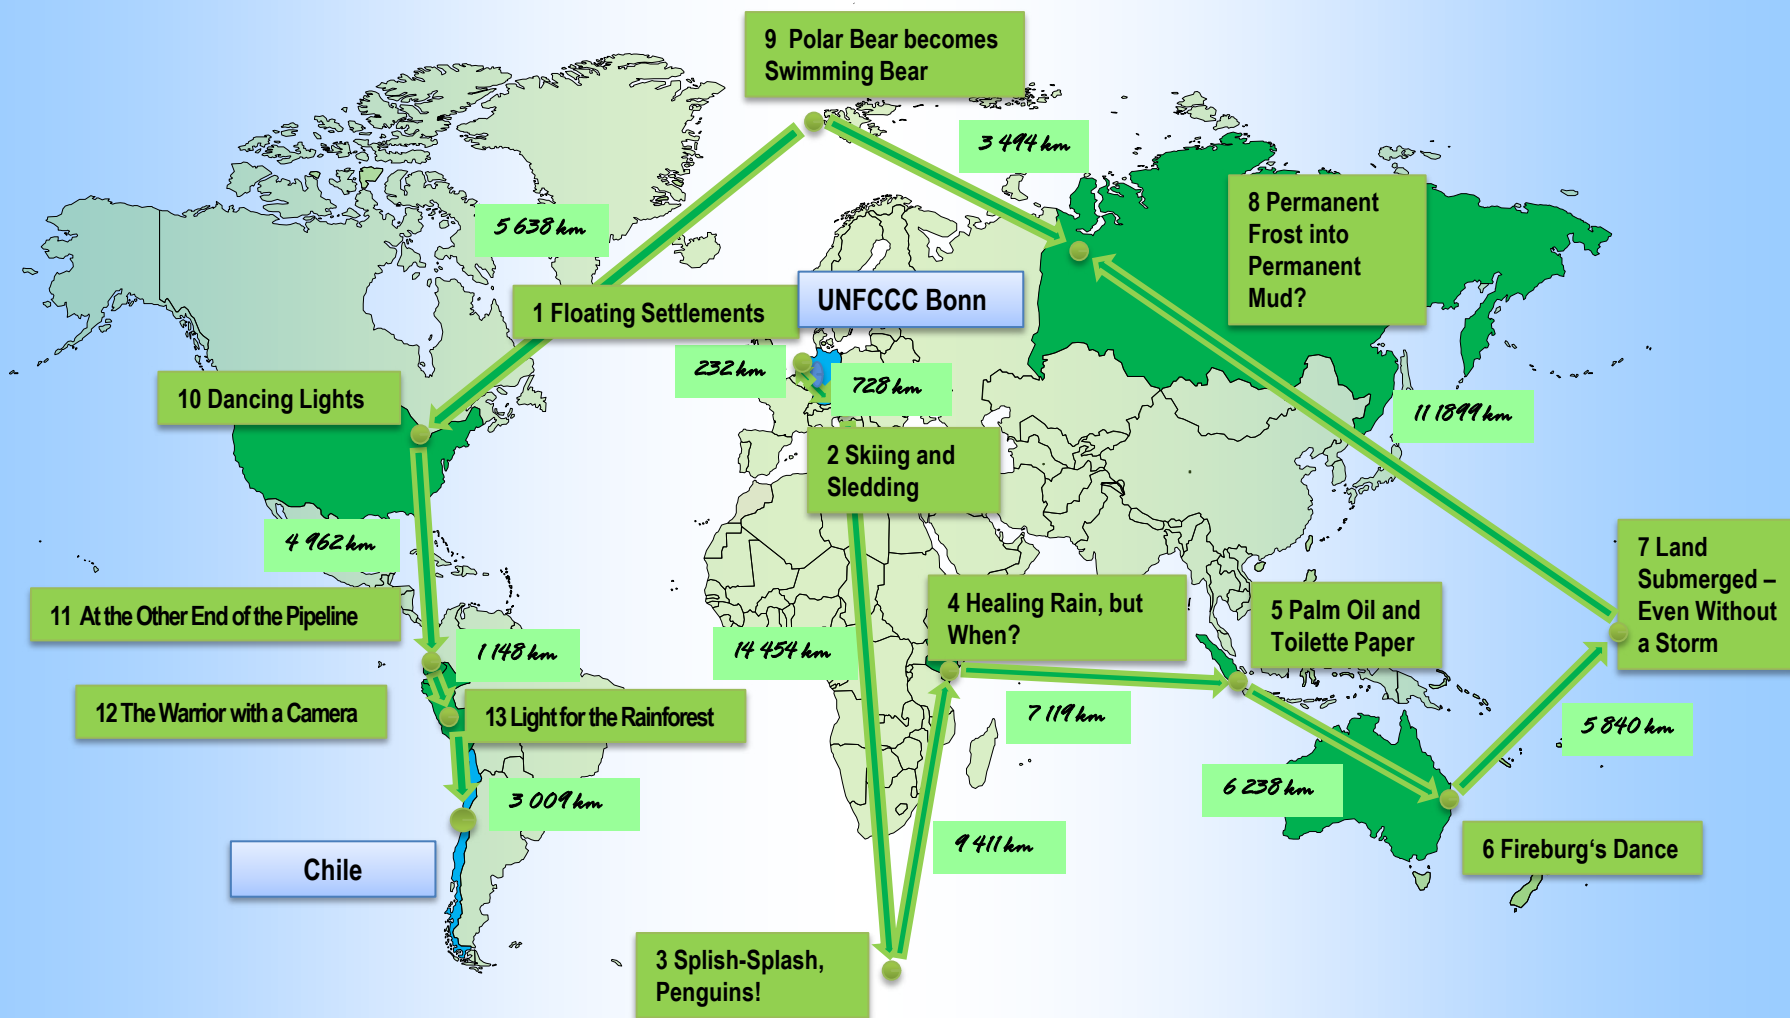 9 Polar Bear becomes
Swimming Bear
3 494 km
8 Permanent
Frost into
Permanent
Mud?
5 638 km
UNFCCC Bonn
1 Floating Settlements
232 km
728 km
10 Dancing Lights
11 1899 km
2 Skiing and
Sledding
4 962 km
7 Land
Submerged –
Even Without
a Storm
11 At the Other End of the Pipeline
4 Healing Rain, but
When?
5 Palm Oil and
Toilette Paper
1 148 km
14 454 km
12 The Warrior with a Camera
13 Light for the Rainforest
7 119 km
5 840 km
6 238 km
3 009 km
9 411 km
6 Fireburg‘s Dance
Chile
3 Splish-Splash,
Penguins!